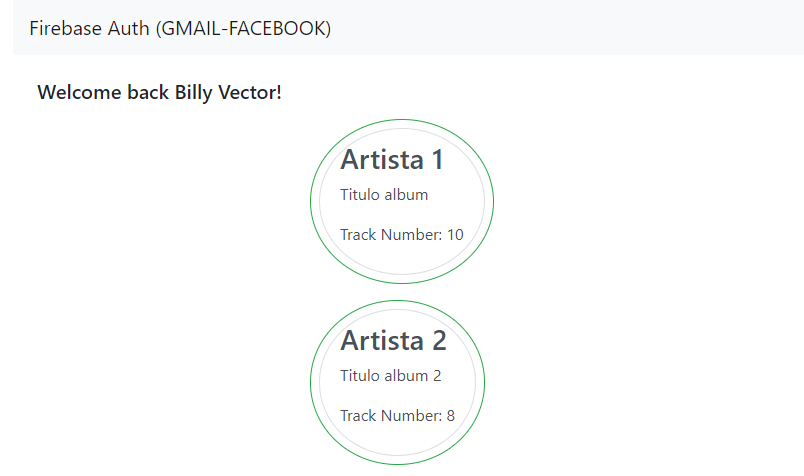 Firebase Auth (GMAIL-FACEBOOK)
Welcome back Billy Vector!
Artista 1
Titulo album
Track Number: 10
Artista 2
Titulo album 2
Track Number: 8